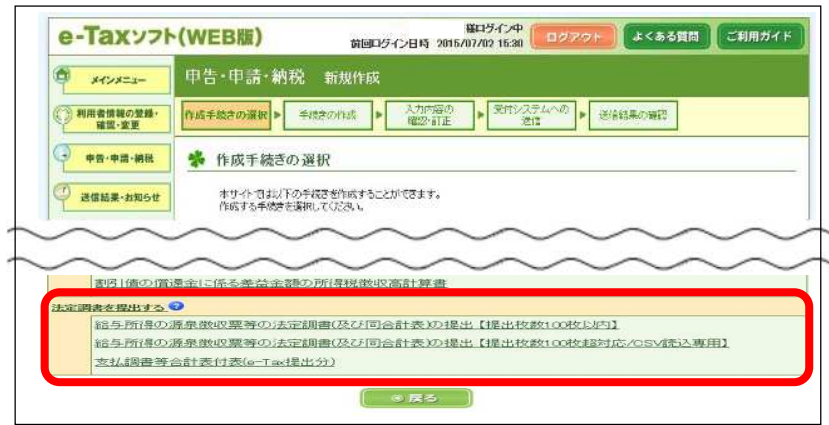 e-Taxソフト(WEB版)
様ログイン中
前回ログイン日時 2015/07/02 15:30
ログアウト
よくある質問
ご利用ガイド
メインメニュー
申告・申請・納税 新規作成
利用者情報の登録・
確認・変更
作成手続きの選択
手続きの作成
入力内容の
確認・訂正
受付システムへの
送信
送信結果の確認
申告・申請・納税
作成手続きの選択
送信結果・お知らせ
本サイトでは以下の手続きを作成することができます。
作成する手続きを選択してください。
割引債の償還金に係る差益金額の所得税徴収高計算書
法定調書を提出する
給与所得の源泉徴収票等の法定調書(及び同合計表)の提出【提出枚数100枚以内】
給与所得の源泉徴収票等の法定調書(及び同合計表)の提出【提出枚数100枚超対応/CSV読込専用】
支払調書等合計表付表(e-Tax提出分)
戻る